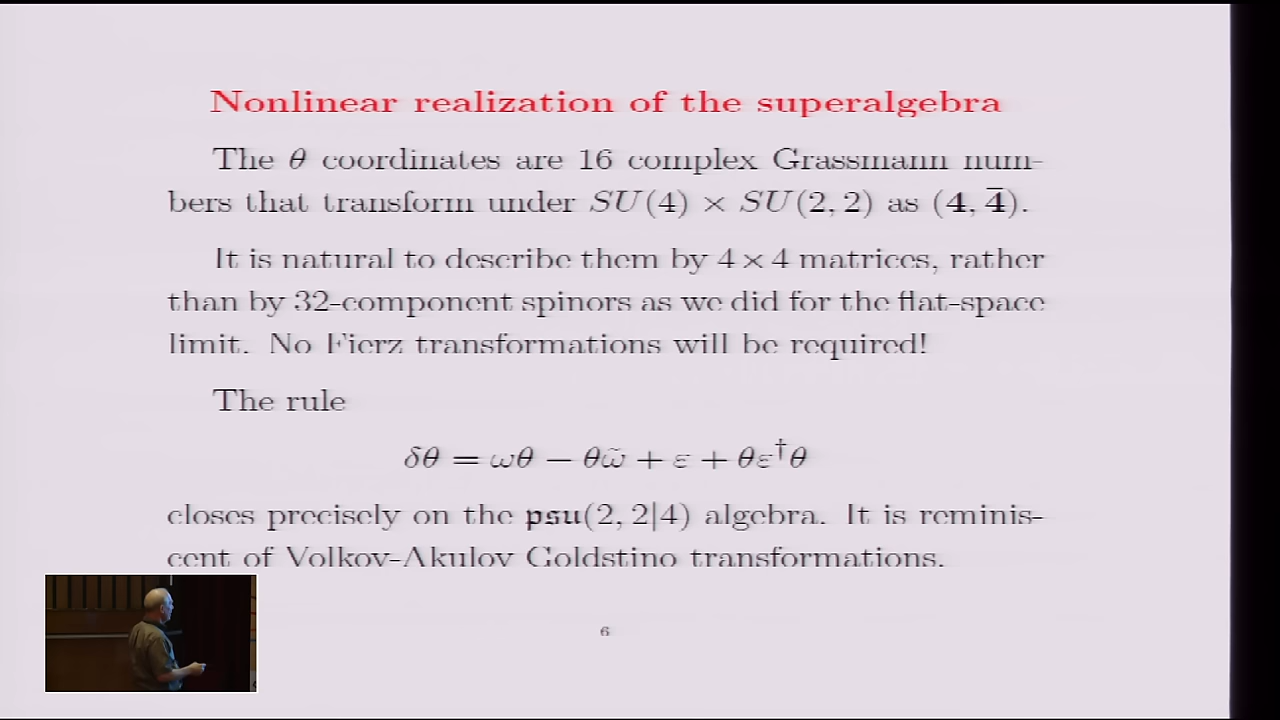 Nonlinear realization of the superalgebra
The θ coordinates are 16 complex Grassmann num-
bers that transform under SU(4) × SU(2, 2) as (4, 4̅).
It is natural to describe them by 4 × 4 matrices, rather
than by 32-component spinors as we did for the flat-space
limit. No Fierz transformations will be required!
The rule
δθ = ωθ − θω̃ + ε + θε†θ
closes precisely on the psu(2, 2|4) algebra. It is reminis-
cent of Volkov–Akulov Goldstino transformations.
6